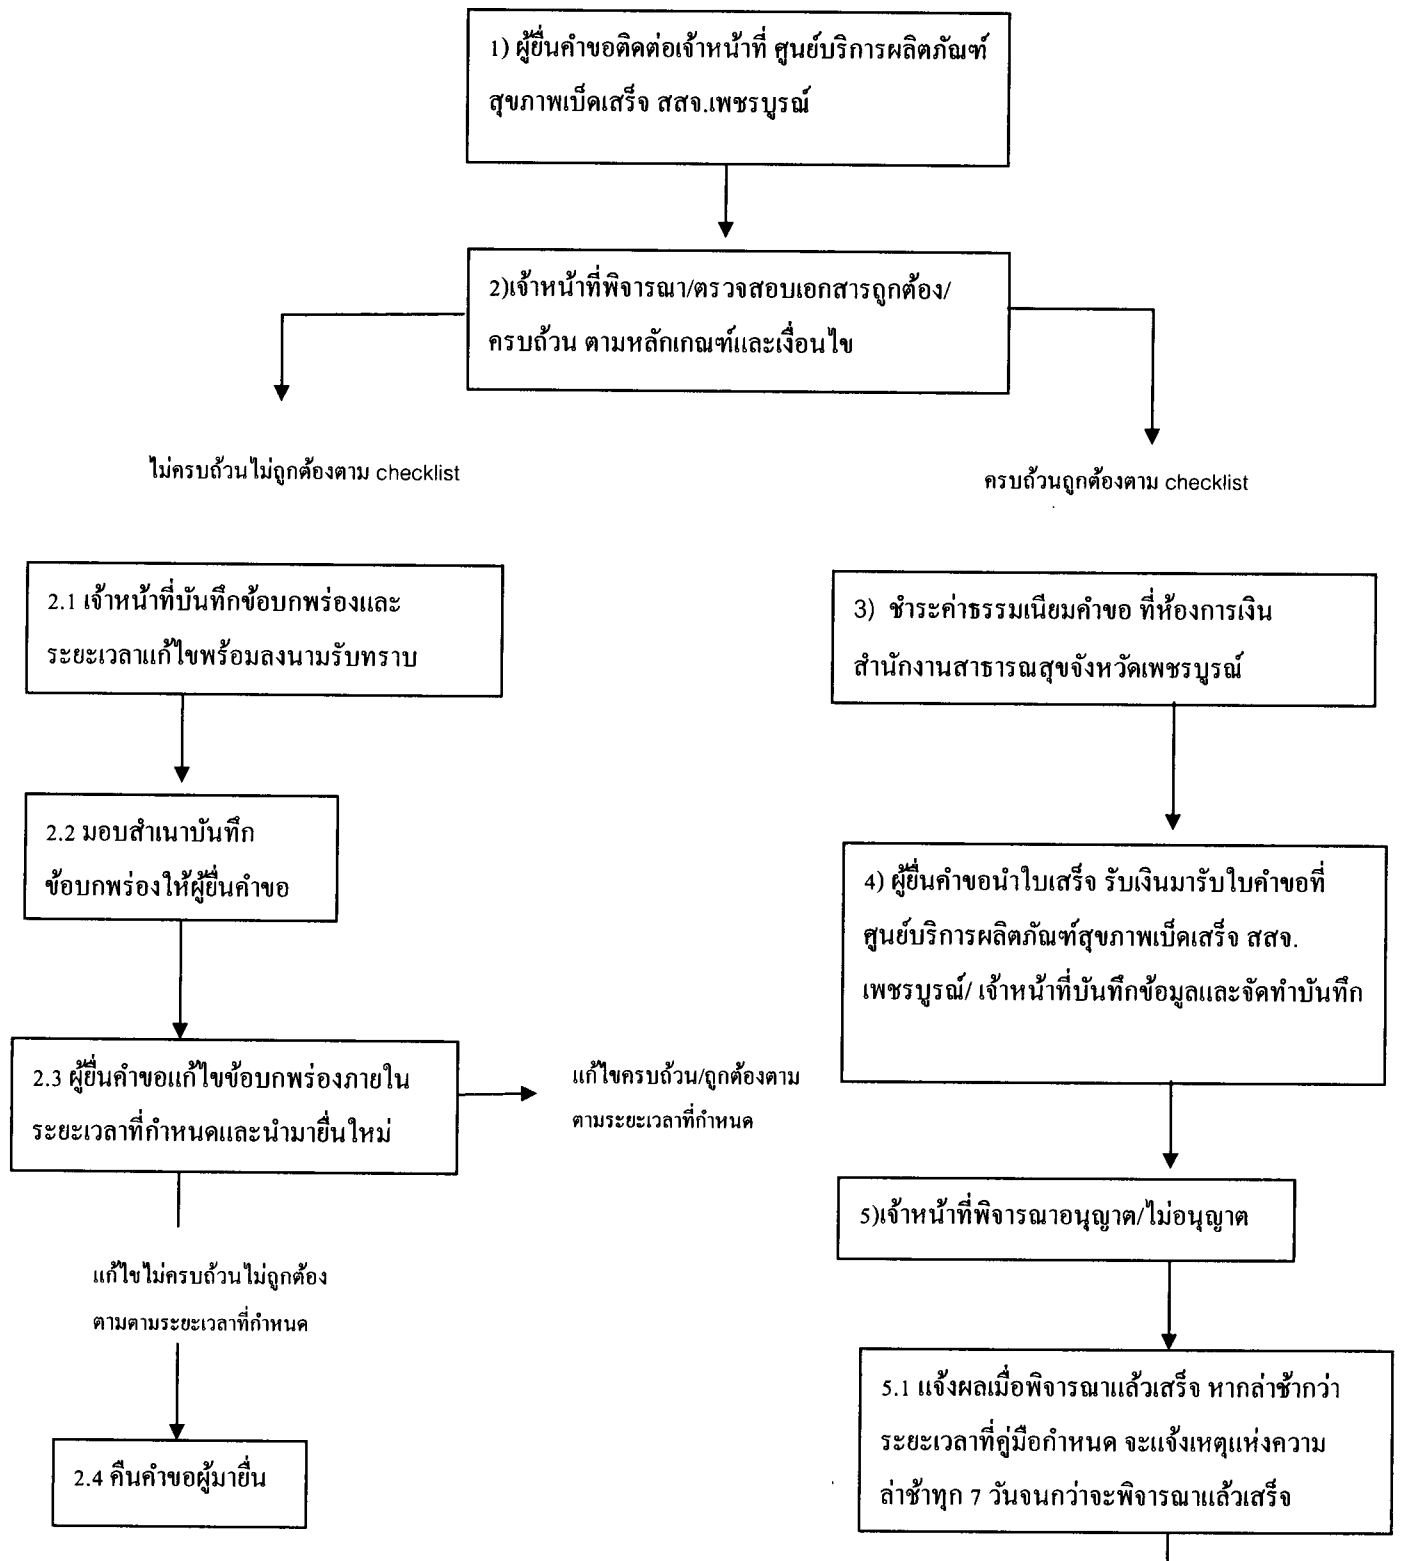 1) ผู้ยื่นคำขอติดต่อเจ้าหน้าที่ ศูนย์บริการผลิตภัณฑ์
สุขภาพเบ็ดเสร็จ สสจ.เพชรบูรณ์
2)เจ้าหน้าที่พิจารณา/ตรวจสอบเอกสารถูกต้อง/
ครบถ้วน ตามหลักเกณฑ์และเงื่อนไข
ไม่ครบถ้วนไม่ถูกต้องตาม checklist
ครบถ้วนถูกต้องตาม checklist
2.1 เจ้าหน้าที่บันทึกข้อบกพร่องและ
ระยะเวลาแก้ไขพร้อมลงนามรับทราบ
2.2 มอบสำเนาบันทึก
ข้อบกพร่องให้ผู้ยื่นคำขอ
2.3 ผู้ยื่นคำขอแก้ไขข้อบกพร่องภายใน
ระยะเวลาที่กำหนดและนำมายื่นใหม่
แก้ไขครบถ้วน/ถูกต้องตาม
ตามระยะเวลาที่กำหนด
แก้ไขไม่ครบถ้วนไม่ถูกต้อง
ตามตามระยะเวลาที่กำหนด
2.4 คืนคำขอผู้มายื่น
3) ชำระค่าธรรมเนียมคำขอ ที่ห้องการเงิน
สำนักงานสาธารณสุขจังหวัดเพชรบูรณ์
4) ผู้ยื่นคำขอนำใบเสร็จ รับเงินมารับใบคำขอที่
ศูนย์บริการผลิตภัณฑ์สุขภาพเบ็ดเสร็จ สสจ.
เพชรบูรณ์/ เจ้าหน้าที่บันทึกข้อมูลและจัดทำบันทึก
5)เจ้าหน้าที่พิจารณาอนุญาต/ไม่อนุญาต
5.1 แจ้งผลเมื่อพิจารณาแล้วเสร็จ หากล่าช้ากว่า
ระยะเวลาที่คู่มือกำหนด จะแจ้งเหตุแห่งความ
ล่าช้าทุก 7 วันจนกว่าจะพิจารณาแล้วเสร็จ